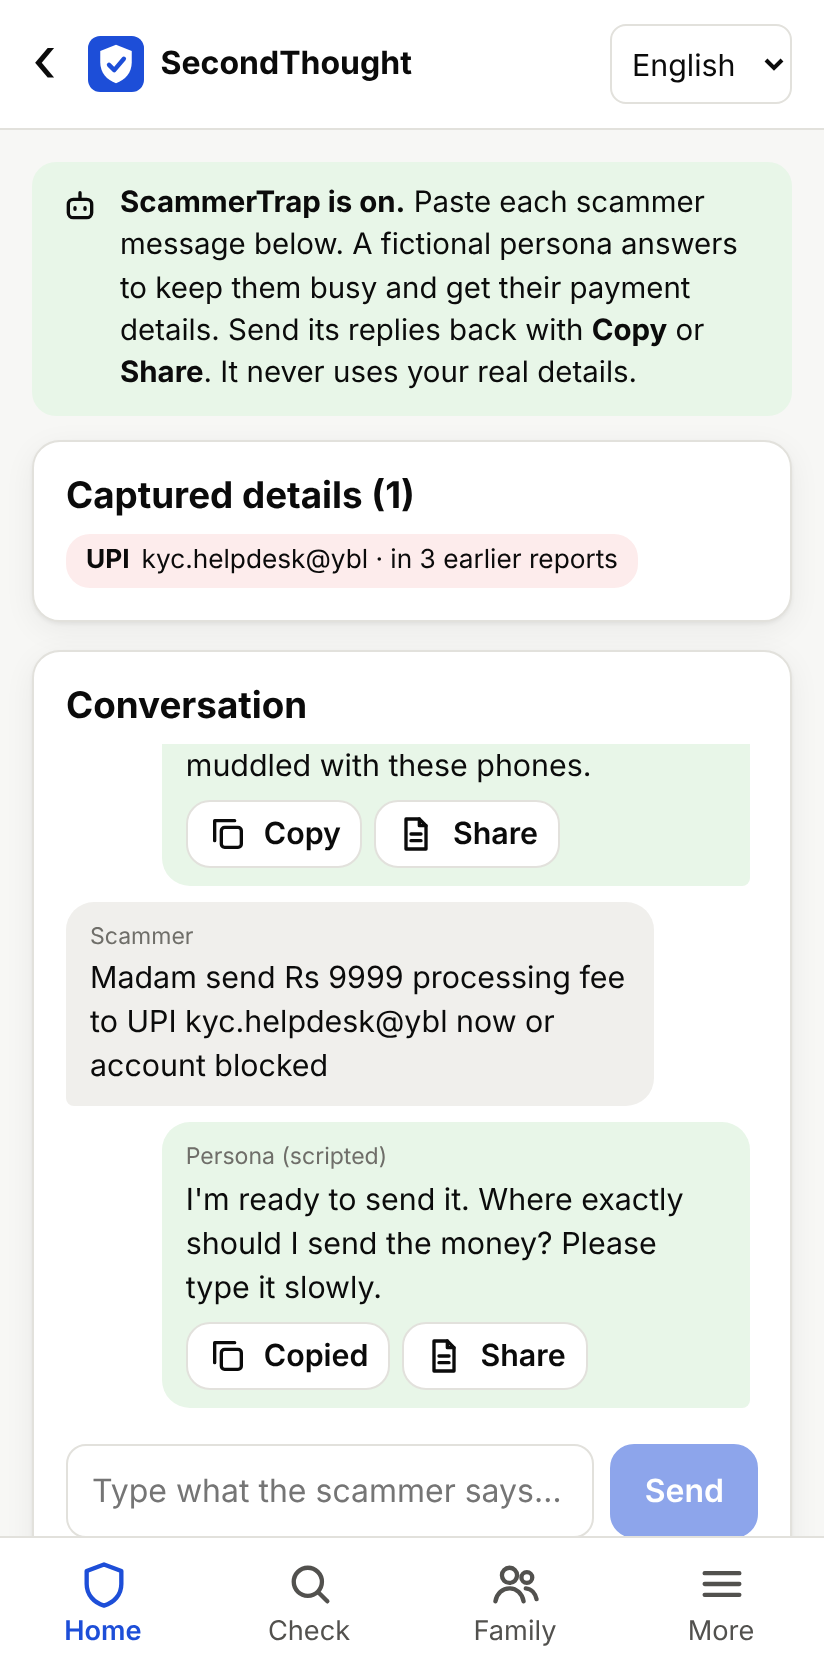 SecondThought
English
ScammerTrap is on. Paste each scammer
message below. A fictional persona answers
to keep them busy and get their payment
details. Send its replies back with Copy or
Share. It never uses your real details.
Captured details (1)
UPI kyc.helpdesk@ybl · in 3 earlier reports
Conversation
muddled with these phones.
Copy
Share
Scammer
Madam send Rs 9999 processing fee
to UPI kyc.helpdesk@ybl now or
account blocked
Persona (scripted)
I'm ready to send it. Where exactly
should I send the money? Please
type it slowly.
Copied
Share
Type what the scammer says...
Send
Home
Check
Family
More